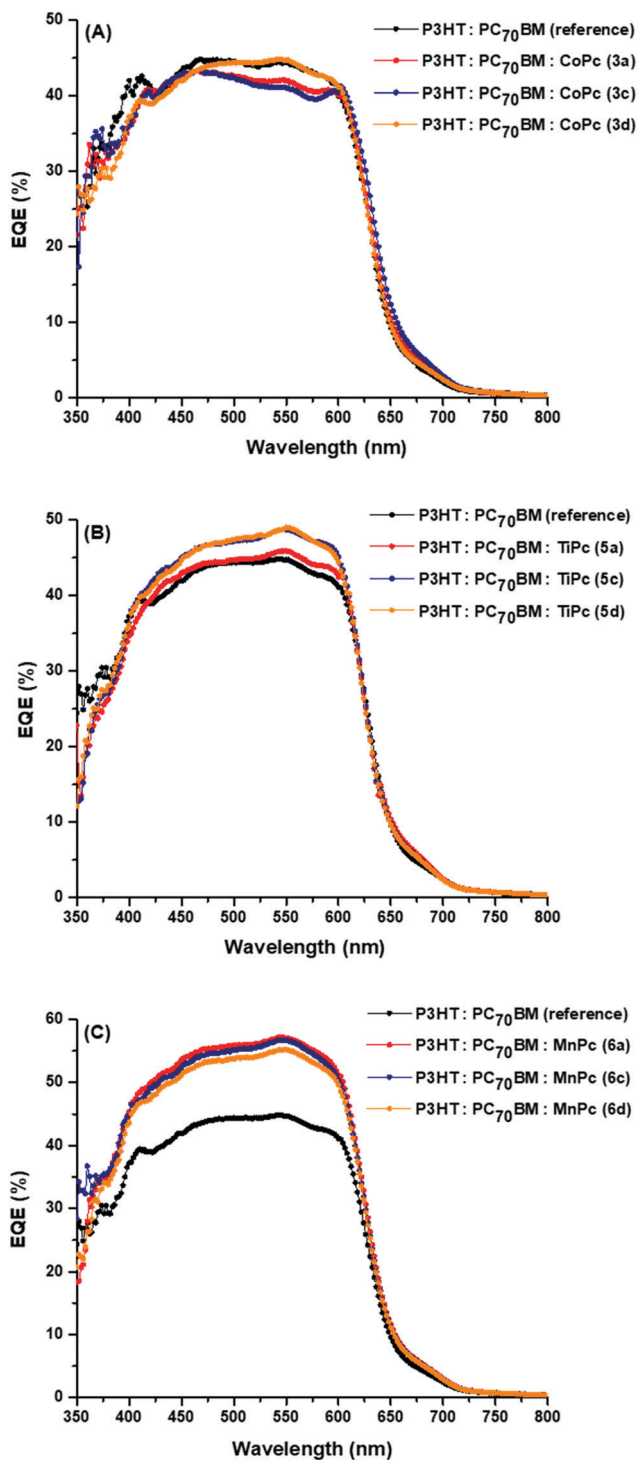 (A)
P3HT : PC70BM (reference)
P3HT : PC70BM : CoPc (3a)
P3HT : PC70BM : CoPc (3c)
P3HT : PC70BM : CoPc (3d)
EQE (%)
50
40
30
20
10
0
350 400 450 500 550 600 650 700 750 800
Wavelength (nm)
(B)
P3HT : PC70BM (reference)
P3HT : PC70BM : TiPc (5a)
P3HT : PC70BM : TiPc (5c)
P3HT : PC70BM : TiPc (5d)
EQE (%)
50
40
30
20
10
0
350 400 450 500 550 600 650 700 750 800
Wavelength (nm)
(C)
P3HT : PC70BM (reference)
P3HT : PC70BM : MnPc (6a)
P3HT : PC70BM : MnPc (6c)
P3HT : PC70BM : MnPc (6d)
EQE (%)
60
50
40
30
20
10
0
350 400 450 500 550 600 650 700 750 800
Wavelength (nm)